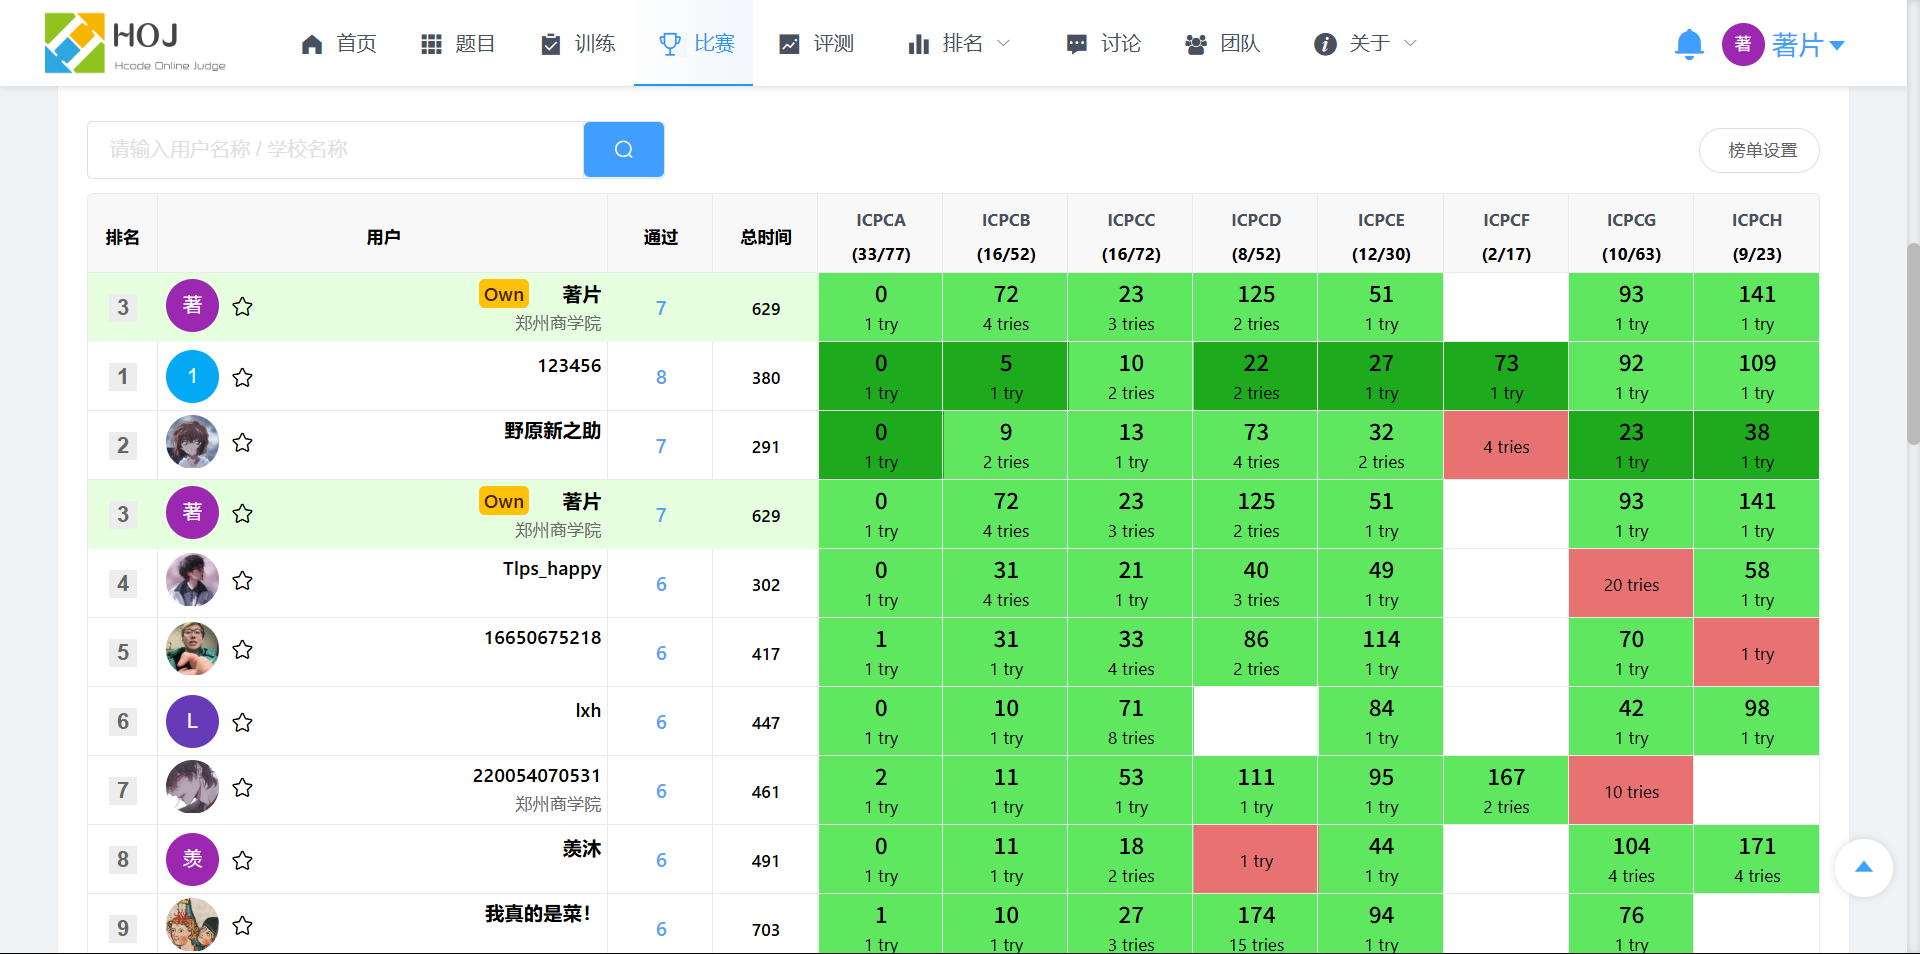 HOJ
Hcode Online Judge
首页 题目 训练 比赛 评测 排名 讨论 团队 关于
著 著片
请输入用户名称 / 学校名称
榜单设置
排名 用户 通过 总时间 ICPCA ICPCB ICPCC ICPCD ICPCE ICPCF ICPCG ICPCH
(33/77) (16/52) (16/72) (8/52) (12/30) (2/17) (10/63) (9/23)
3 著 Own 著片 7 629 0 72 23 125 51 93 141
郑州商学院 1 try 4 tries 3 tries 2 tries 1 try 1 try 1 try
1 1 123456 8 380 0 5 10 22 27 73 92 109
1 try 1 try 2 tries 2 tries 1 try 1 try 1 try 1 try
2 野原新之助 7 291 0 9 13 73 32 4 tries 23 38
1 try 2 tries 1 try 4 tries 2 tries 1 try 1 try
3 著 Own 著片 7 629 0 72 23 125 51 93 141
郑州商学院 1 try 4 tries 3 tries 2 tries 1 try 1 try 1 try
4 Tlps_happy 6 302 0 31 21 40 49 20 tries 58
1 try 4 tries 1 try 3 tries 1 try 1 try
5 16650675218 6 417 1 31 33 86 114 70 1 try
1 try 1 try 4 tries 2 tries 1 try 1 try
6 L lxh 6 447 0 10 71 84 42 98
1 try 1 try 8 tries 1 try 1 try 1 try
7 220054070531 6 461 2 11 53 111 95 167 10 tries
郑州商学院 1 try 1 try 1 try 1 try 1 try 2 tries
8 羡 羡沐 6 491 0 11 18 1 try 44 104 171
1 try 1 try 2 tries 1 try 4 tries 4 tries
9 我真的是菜！ 6 703 1 10 27 174 94 76
1 try 1 try 3 tries 15 tries 1 try 1 try